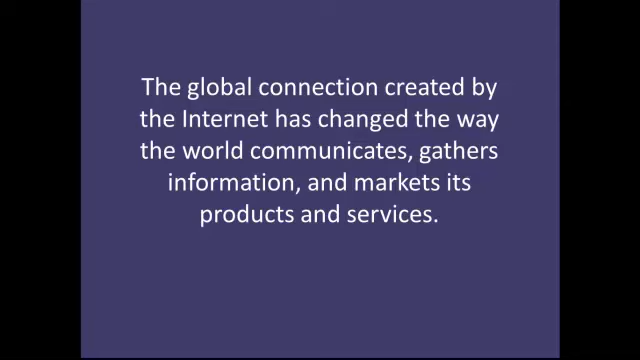 The global connection created by
the Internet has changed the way
the world communicates, gathers
information, and markets its
products and services.